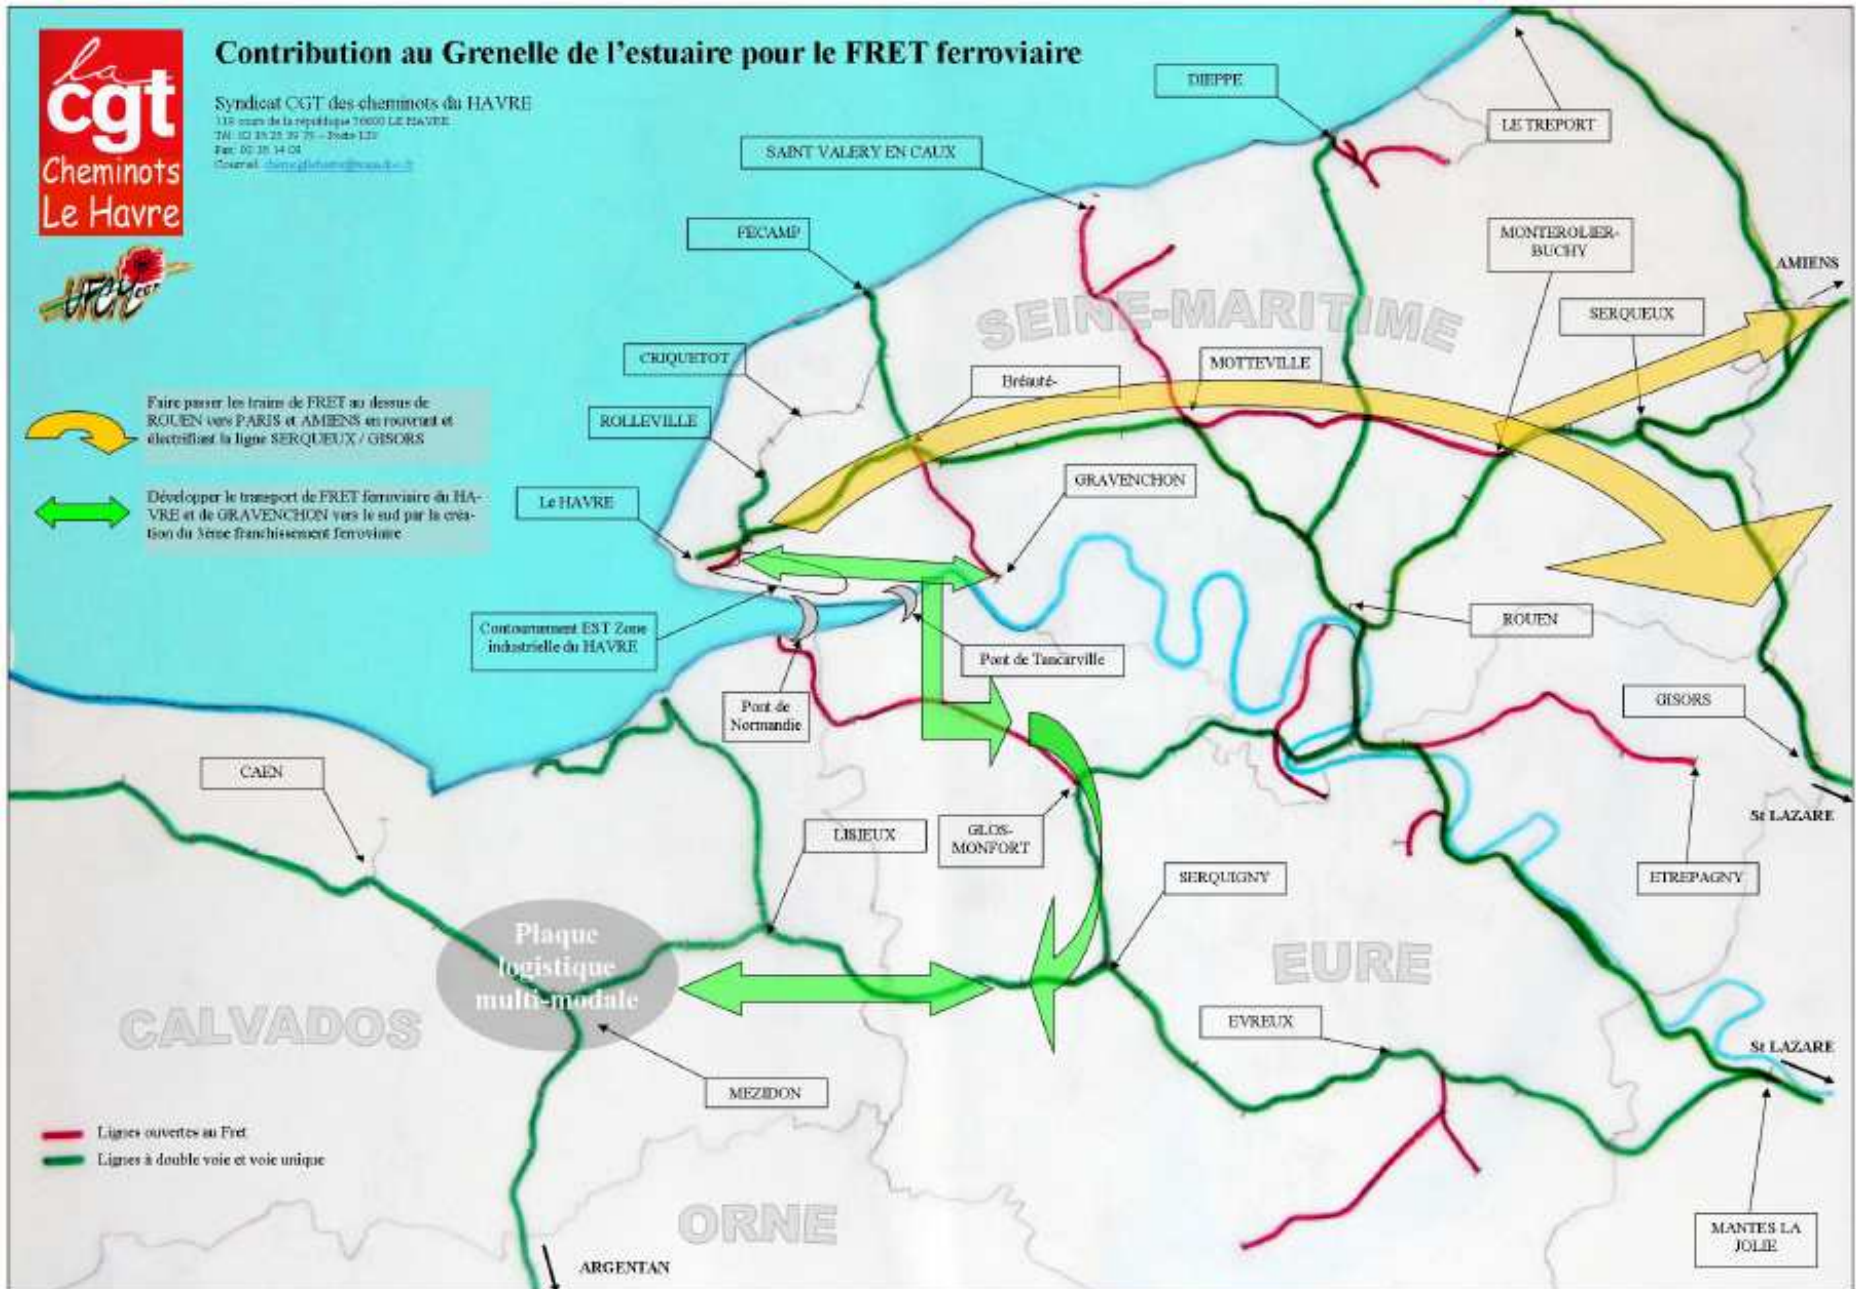 la
cgt
Cheminots
Le Havre
Contribution au Grenelle de l'estuaire pour le FRET ferroviaire
Syndicat CGT des cheminots du HAVRE
Faire passer les trains de FRET au dessus de
ROUEN vers PARIS et AMIENS en rouvrant et
électrifiant la ligne SERQUEUX / GISORS
Développer le transport de FRET ferroviaire du HA-
VRE et de GRAVENCHON vers le sud par la créa-
tion du 3ème franchissement ferroviaire
DIEPPE
LE TREPORT
SAINT VALERY EN CAUX
FECAMP
MONTEROLIER-
BUCHY
AMIENS
SEINE-MARITIME
SERQUEUX
CRIQUETOT
MOTTEVILLE
Bréauté-
ROLLEVILLE
GRAVENCHON
Le HAVRE
Contournement EST Zone
industrielle du HAVRE
ROUEN
Pont de Tancarville
Pont de
Normandie
GISORS
CAEN
St LAZARE
LISIEUX
GLOS-
MONFORT
SERQUIGNY
ETREPAGNY
Plaque
logistique
multi-modale
EURE
CALVADOS
EVREUX
St LAZARE
MEZIDON
Lignes ouvertes au Fret
Lignes à double voie et voie unique
ORNE
MANTES LA
JOLIE
ARGENTAN